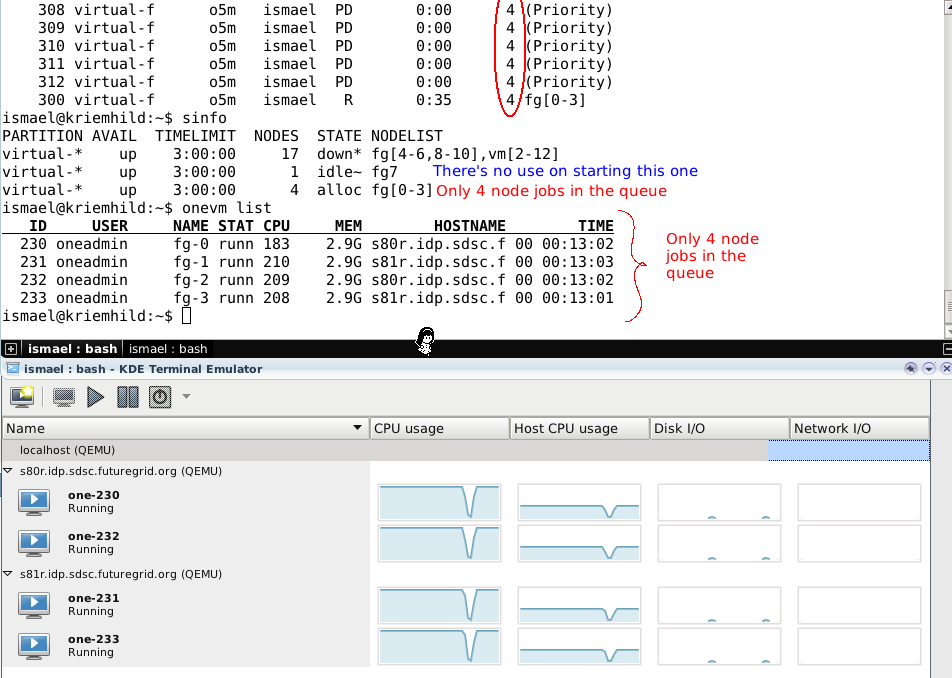 308 virtual-f o5m ismael PD 0:00 4 (Priority)
309 virtual-f o5m ismael PD 0:00 4 (Priority)
310 virtual-f o5m ismael PD 0:00 4 (Priority)
311 virtual-f o5m ismael PD 0:00 4 (Priority)
312 virtual-f o5m ismael PD 0:00 4 (Priority)
300 virtual-f o5m ismael R 0:35 4 fg[0-3]
ismael@kriemhild:~$ sinfo
PARTITION AVAIL TIMELIMIT NODES STATE NODELIST
virtual-* up 3:00:00 17 down* fg[4-6,8-10],vm[2-12]
virtual-* up 3:00:00 1 idle~ fg7 There's no use on starting this one
virtual-* up 3:00:00 4 alloc fg[0-3] Only 4 node jobs in the queue
ismael@kriemhild:~$ onevm list
ID USER NAME STAT CPU MEM HOSTNAME TIME
230 oneadmin fg-0 runn 183 2.9G s80r.idp.sdsc.f 00 00:13:02
231 oneadmin fg-1 runn 210 2.9G s81r.idp.sdsc.f 00 00:13:03
232 oneadmin fg-2 runn 209 2.9G s80r.idp.sdsc.f 00 00:13:02
233 oneadmin fg-3 runn 208 2.9G s81r.idp.sdsc.f 00 00:13:01
ismael@kriemhild:~$
Only 4 node
jobs in the
queue
ismael : bash ismael : bash
ismael : bash - KDE Terminal Emulator
Name CPU usage Host CPU usage Disk I/O Network I/O
localhost (QEMU)
s80r.idp.sdsc.futuregrid.org (QEMU)
one-230
Running
one-232
Running
s81r.idp.sdsc.futuregrid.org (QEMU)
one-231
Running
one-233
Running